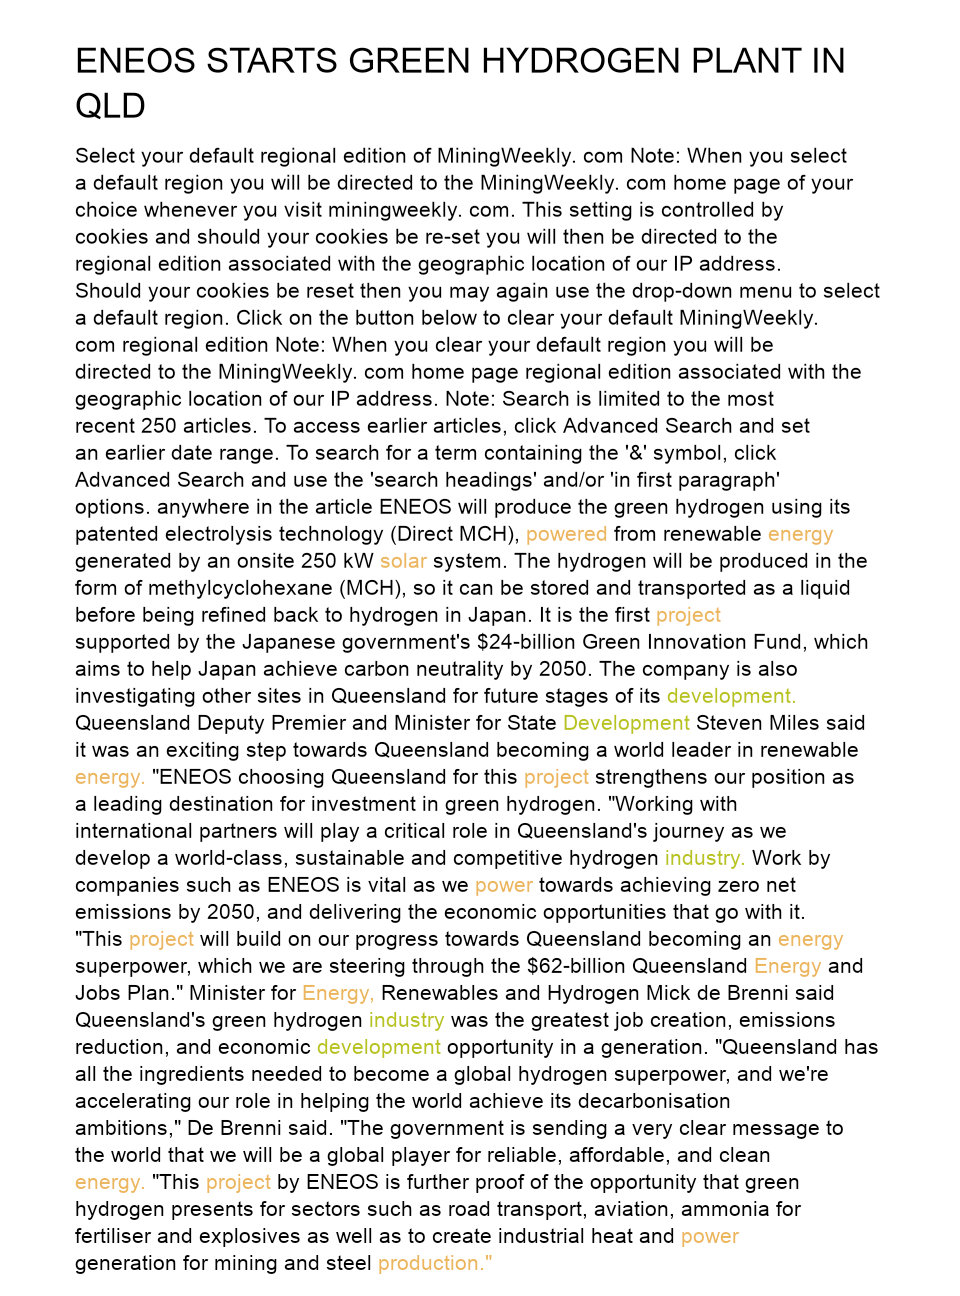 ENEOS STARTS GREEN HYDROGEN PLANT IN
QLD
Select your default regional edition of MiningWeekly. com Note: When you select
a default region you will be directed to the MiningWeekly. com home page of your
choice whenever you visit miningweekly. com. This setting is controlled by
cookies and should your cookies be re-set you will then be directed to the
regional edition associated with the geographic location of our IP address.
Should your cookies be reset then you may again use the drop-down menu to select
a default region. Click on the button below to clear your default MiningWeekly.
com regional edition Note: When you clear your default region you will be
directed to the MiningWeekly. com home page regional edition associated with the
geographic location of our IP address. Note: Search is limited to the most
recent 250 articles. To access earlier articles, click Advanced Search and set
an earlier date range. To search for a term containing the '&' symbol, click
Advanced Search and use the 'search headings' and/or 'in first paragraph'
options. anywhere in the article ENEOS will produce the green hydrogen using its
patented electrolysis technology (Direct MCH), powered from renewable energy
generated by an onsite 250 kW solar system. The hydrogen will be produced in the
form of methylcyclohexane (MCH), so it can be stored and transported as a liquid
before being refined back to hydrogen in Japan. It is the first project
supported by the Japanese government's $24-billion Green Innovation Fund, which
aims to help Japan achieve carbon neutrality by 2050. The company is also
investigating other sites in Queensland for future stages of its development.
Queensland Deputy Premier and Minister for State Development Steven Miles said
it was an exciting step towards Queensland becoming a world leader in renewable
energy. "ENEOS choosing Queensland for this project strengthens our position as
a leading destination for investment in green hydrogen. "Working with
international partners will play a critical role in Queensland's journey as we
develop a world-class, sustainable and competitive hydrogen industry. Work by
companies such as ENEOS is vital as we power towards achieving zero net
emissions by 2050, and delivering the economic opportunities that go with it.
"This project will build on our progress towards Queensland becoming an energy
superpower, which we are steering through the $62-billion Queensland Energy and
Jobs Plan." Minister for Energy, Renewables and Hydrogen Mick de Brenni said
Queensland's green hydrogen industry was the greatest job creation, emissions
reduction, and economic development opportunity in a generation. "Queensland has
all the ingredients needed to become a global hydrogen superpower, and we're
accelerating our role in helping the world achieve its decarbonisation
ambitions," De Brenni said. "The government is sending a very clear message to
the world that we will be a global player for reliable, affordable, and clean
energy. "This project by ENEOS is further proof of the opportunity that green
hydrogen presents for sectors such as road transport, aviation, ammonia for
fertiliser and explosives as well as to create industrial heat and power
generation for mining and steel production."